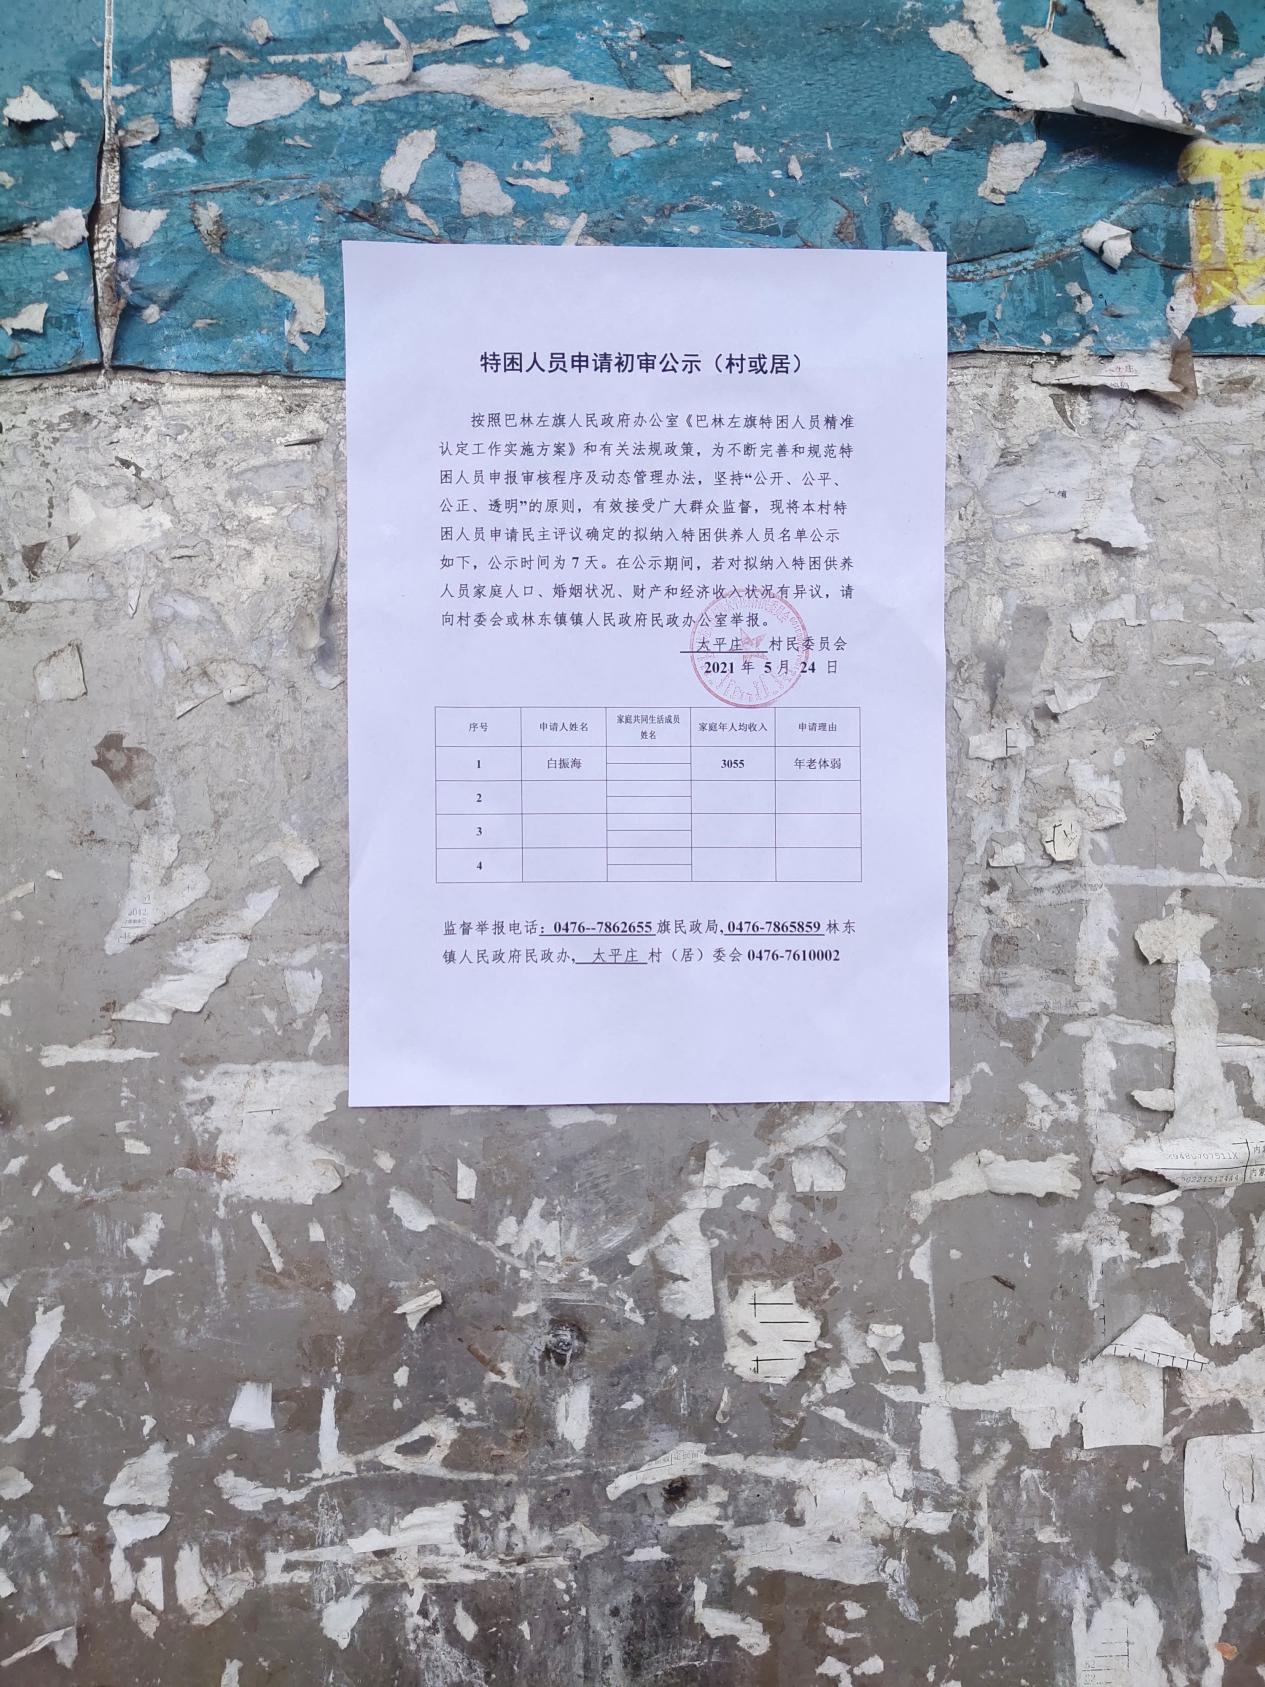 特困人员申请初审公示（村或居）
按照巴林左旗人民政府办公室《巴林左旗特困人员精准
认定工作实施方案》和有关法规政策，为不断完善和规范特
困人员申报审核程序及动态管理办法，坚持“公开、公平、
公正、透明”的原则，有效接受广大群众监督，现将本村特
困人员申请民主评议确定的拟纳入特困供养人员名单公示
如下，公示时间为 7 天。在公示期间，若对拟纳入特困供养
人员家庭人口、婚姻状况、财产和经济收入状况有异议，请
向村委会或林东镇镇人民政府民政办公室举报。
太平庄 村民委员会
2021 年 5 月 24 日
序号 申请人姓名 家庭共同生活成员姓名 家庭年人均收入 申请理由
1 白振海 3055 年老体弱
2
3
4
监督举报电话: 0476--7862655 旗民政局, 0476-7865859 林东
镇人民政府民政办, 太平庄 村（居）委会 0476-7610002